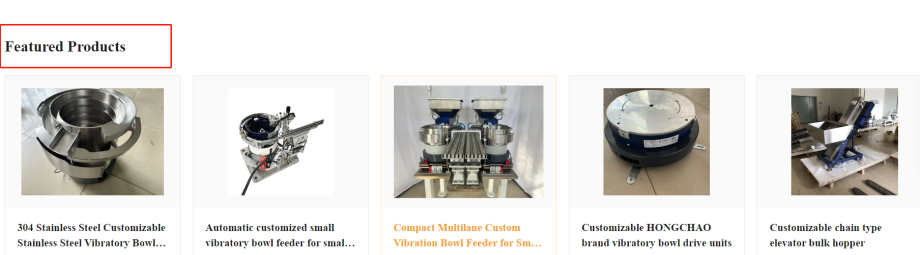 Featured Products
304 Stainless Steel Customizable
Stainless Steel Vibratory Bowl...
Automatic customized small
vibratory bowl feeder for smal...
Compact Multilane Custom
Vibration Bowl Feeder for Sm...
Customizable HONGCHAO
brand vibratory bowl drive units
Customizable chain type
elevator bulk hopper